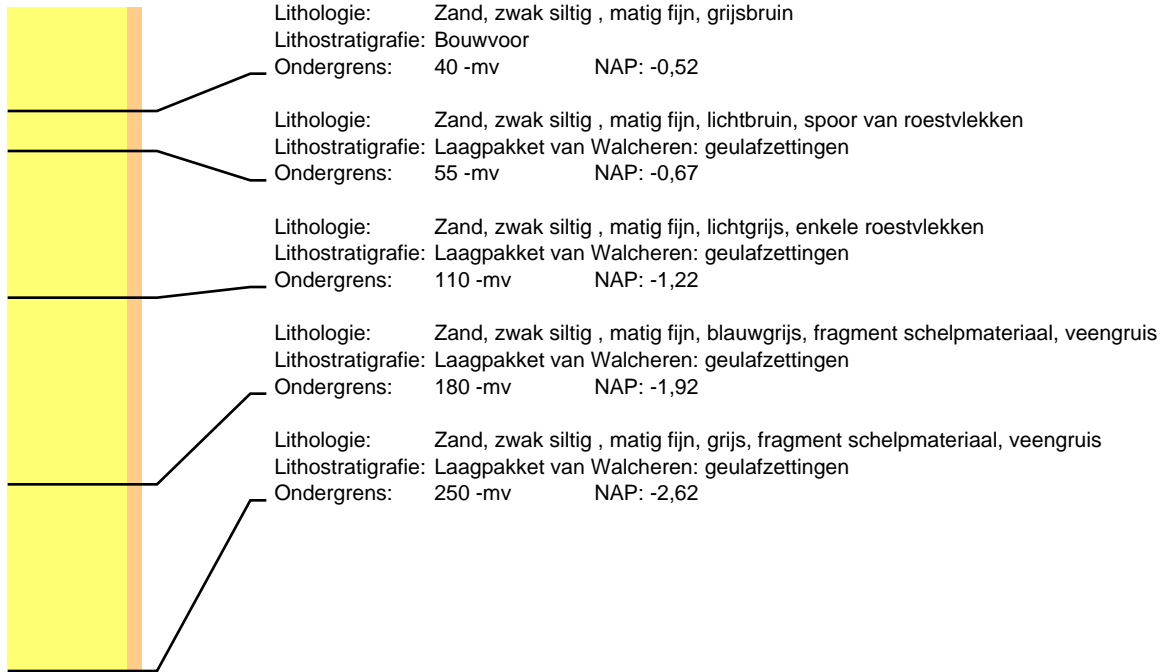 Lithologie: Zand, zwak siltig , matig fijn, grijsbruin
Lithostratigrafie: Bouwvoor
Ondergrens: 40 -mv NAP: -0,52
Lithologie: Zand, zwak siltig , matig fijn, lichtbruin, spoor van roestvlekken
Lithostratigrafie: Laagpakket van Walcheren: geulafzettingen
Ondergrens: 55 -mv NAP: -0,67
Lithologie: Zand, zwak siltig , matig fijn, lichtgrijs, enkele roestvlekken
Lithostratigrafie: Laagpakket van Walcheren: geulafzettingen
Ondergrens: 110 -mv NAP: -1,22
Lithologie: Zand, zwak siltig , matig fijn, blauwgrijs, fragment schelpmateriaal, veengruis
Lithostratigrafie: Laagpakket van Walcheren: geulafzettingen
Ondergrens: 180 -mv NAP: -1,92
Lithologie: Zand, zwak siltig , matig fijn, grijs, fragment schelpmateriaal, veengruis
Lithostratigrafie: Laagpakket van Walcheren: geulafzettingen
Ondergrens: 250 -mv NAP: -2,62